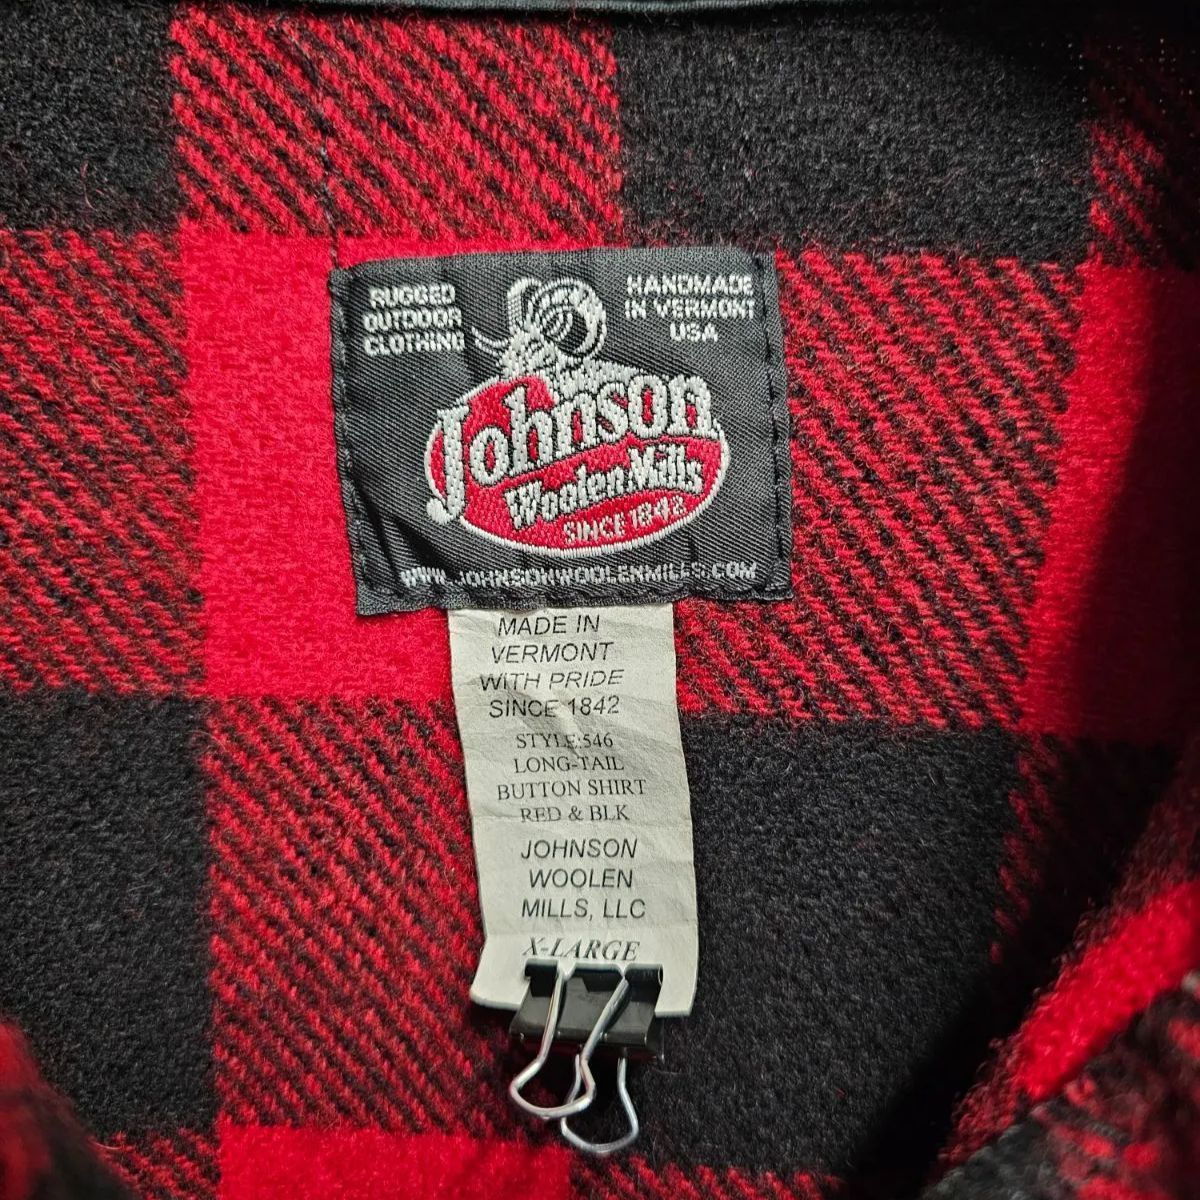 RUGGED
OUTDOOR
CLOTHING
HANDMADE
IN VERMONT
USA
Johnson
Woolen Mills
SINCE 1842
WWW.JOHNSONWOOLENMILLS.COM
MADE IN
VERMONT
WITH PRIDE
SINCE 1842
STYLE:546
LONG-TAIL
BUTTON SHIRT
RED & BLK
JOHNSON
WOOLEN
MILLS, LLC
X-LARGE